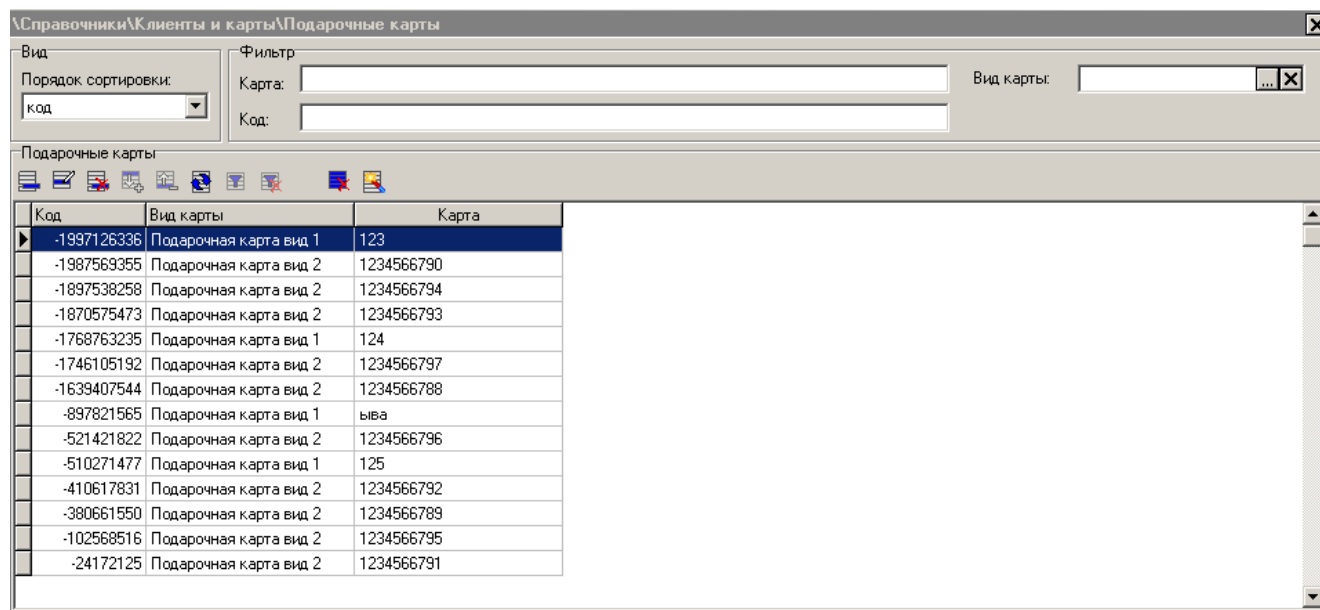 \Справочники\Клиенты и карты\Подарочные карты
Вид
Фильтр
Порядок сортировки:
Карта:
Вид карты:
...
код
Код:
Подарочные карты
Код Вид карты Карта
-1997126336 Подарочная карта вид 1 123
-1987569355 Подарочная карта вид 2 1234566790
-1897538258 Подарочная карта вид 2 1234566794
-1870575473 Подарочная карта вид 2 1234566793
-1768763235 Подарочная карта вид 1 124
-1746105192 Подарочная карта вид 2 1234566797
-1639407544 Подарочная карта вид 2 1234566788
-897821565 Подарочная карта вид 1 ыва
-521421822 Подарочная карта вид 2 1234566796
-510271477 Подарочная карта вид 1 125
-410617831 Подарочная карта вид 2 1234566792
-380661550 Подарочная карта вид 2 1234566789
-102568516 Подарочная карта вид 2 1234566795
-24172125 Подарочная карта вид 2 1234566791